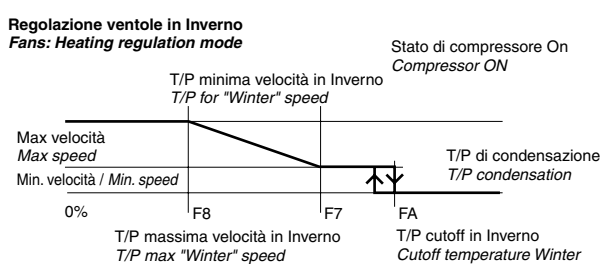 Regolazione ventole in Inverno
Fans: Heating regulation mode
Stato di compressore On
Compressor ON
T/P minima velocità in Inverno
T/P for "Winter" speed
Max velocità
Max speed
T/P di condensazione
T/P condensation
Min. velocità / Min. speed
0%
F8
F7
FA
T/P massima velocità in Inverno
T/P max "Winter" speed
T/P cutoff in Inverno
Cutoff temperature Winter